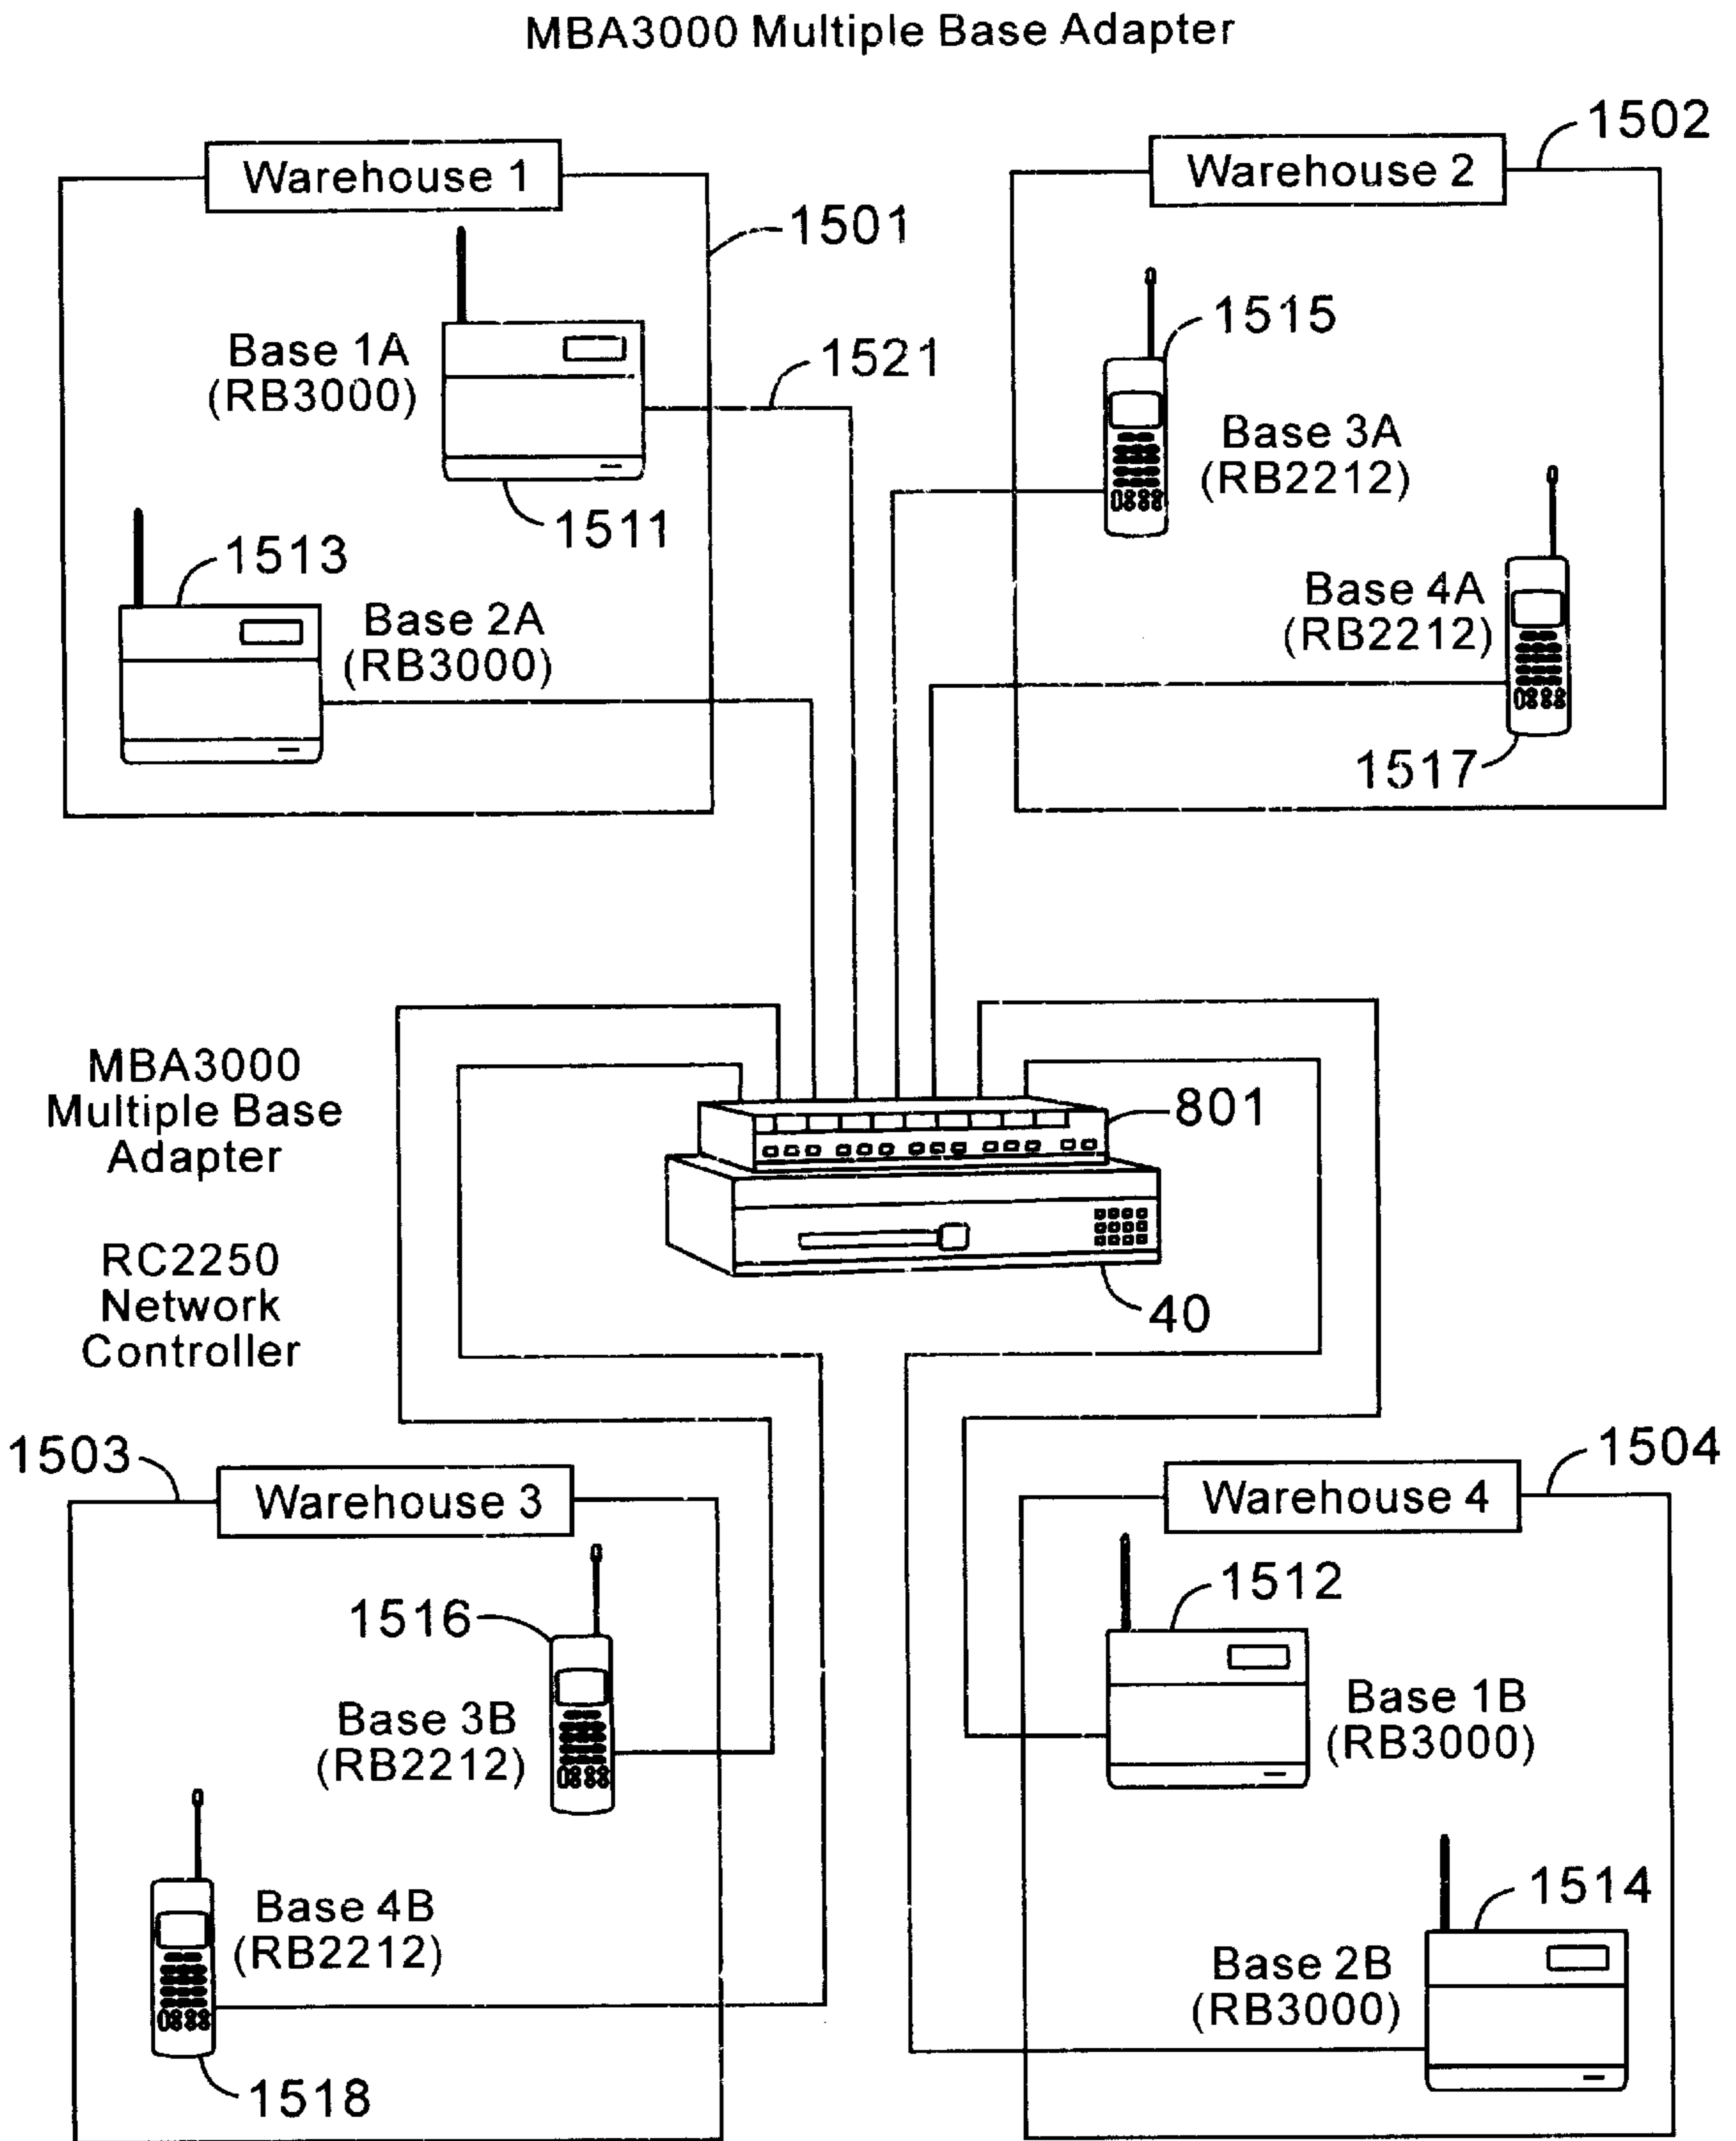 MBA3000 Multiple Base Adapter
Warehouse 1
1501
Base 1A
(RB3000)
1521
1511
1513
Base 2A
(RB3000)
Warehouse 2
1502
1515
Base 3A
(RB2212)
Base 4A
(RB2212)
1517
MBA3000
Multiple Base
Adapter
801
RC2250
Network
Controller
40
1503
Warehouse 3
1516
Base 3B
(RB2212)
Base 4B
(RB2212)
1518
Warehouse 4
1504
1512
Base 1B
(RB3000)
1514
Base 2B
(RB3000)